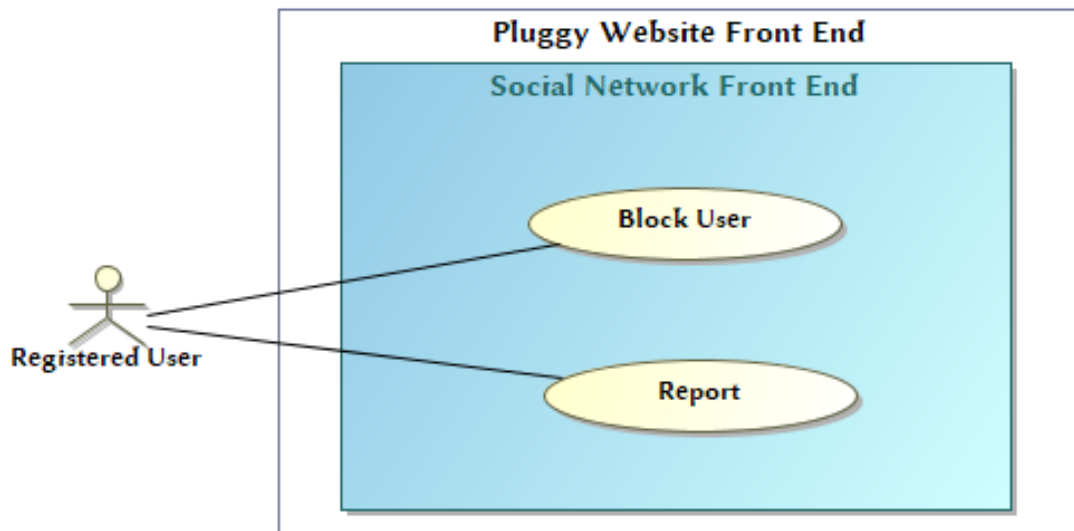 Pluggy Website Front End
Social Network Front End
Block User
Registered User
Report